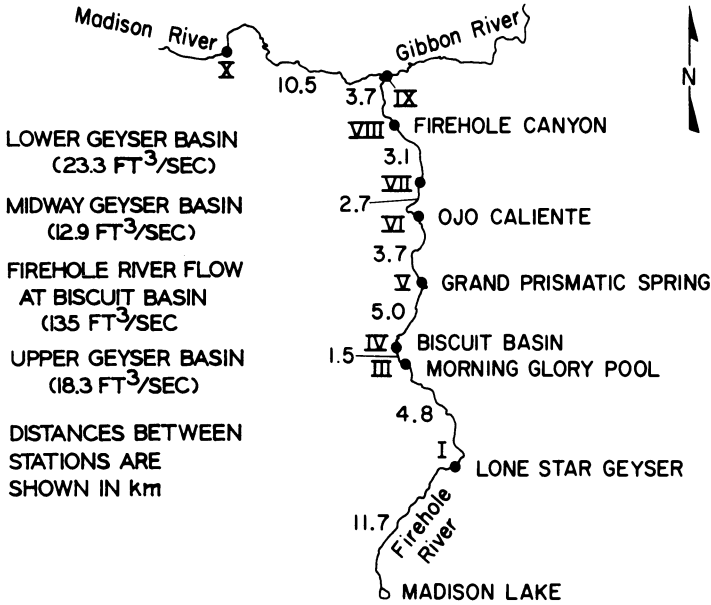 Madison River
Gibbon River
X
10.5
3.7
IX
N
VIII
FIREHOLE CANYON
LOWER GEYSER BASIN
(23.3 FT3/SEC)
3.1
VII
2.7
MIDWAY GEYSER BASIN
(12.9 FT3/SEC)
VI
OJO CALIENTE
3.7
FIREHOLE RIVER FLOW
AT BISCUIT BASIN
(135 FT3/SEC
V
GRAND PRISMATIC SPRING
5.0
IV
BISCUIT BASIN
1.5
III
MORNING GLORY POOL
UPPER GEYSER BASIN
(18.3 FT3/SEC)
4.8
DISTANCES BETWEEN
STATIONS ARE
SHOWN IN km
I
LONE STAR GEYSER
11.7
Firehole
River
MADISON LAKE